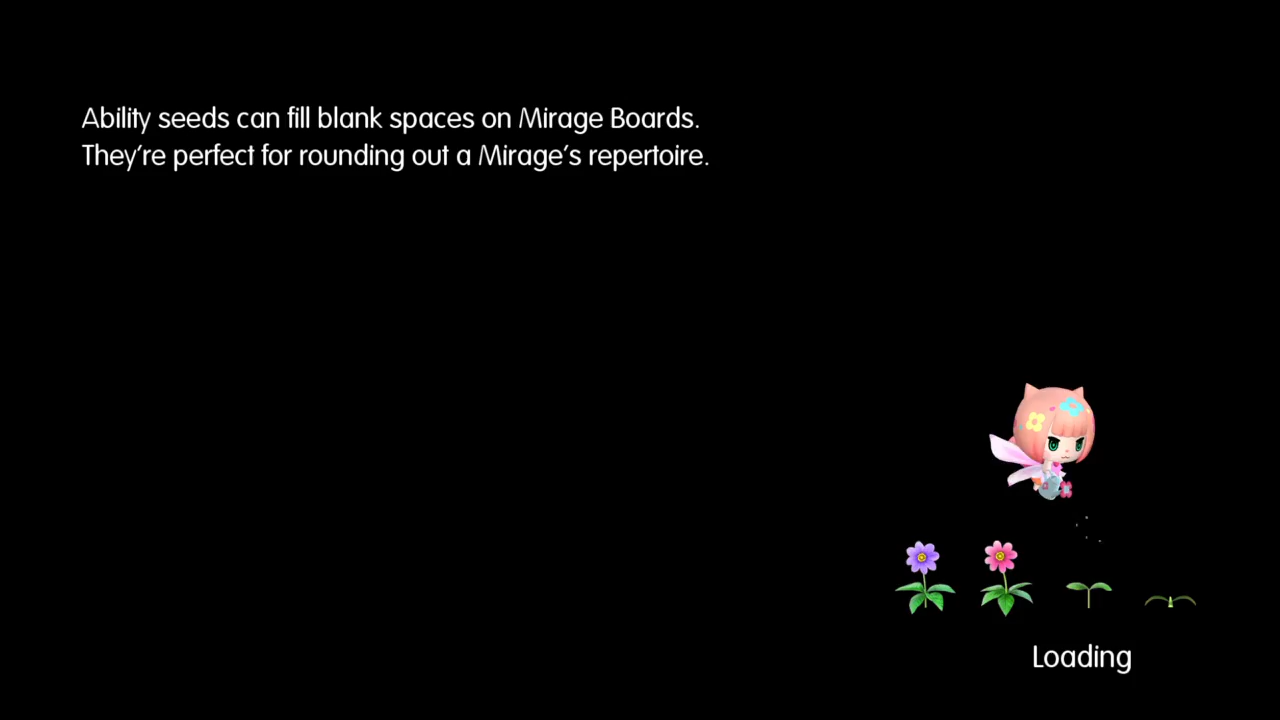 Ability seeds can fill blank spaces on Mirage Boards.
They're perfect for rounding out a Mirage's repertoire.
Loading